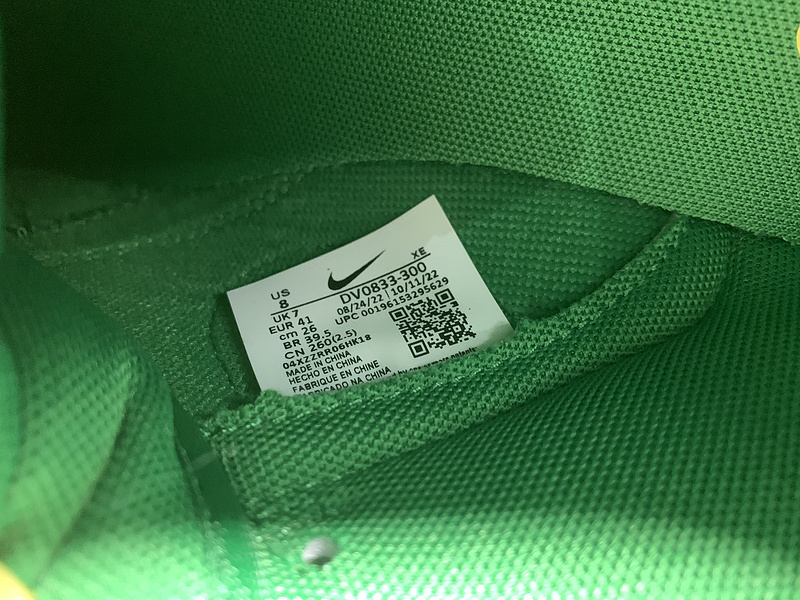 XE
US
8
DV0833-300
UK 7
08/24/22 | 10/11/22
EUR 41
UPC 00196153295629
cm 26
BR 39.5
CN 260(2.5)
04XZZRR06HK18
MADE IN CHINA
HECHO EN CHINA
FABRIQUE EN CHINE
FABRICADO NA CHINA